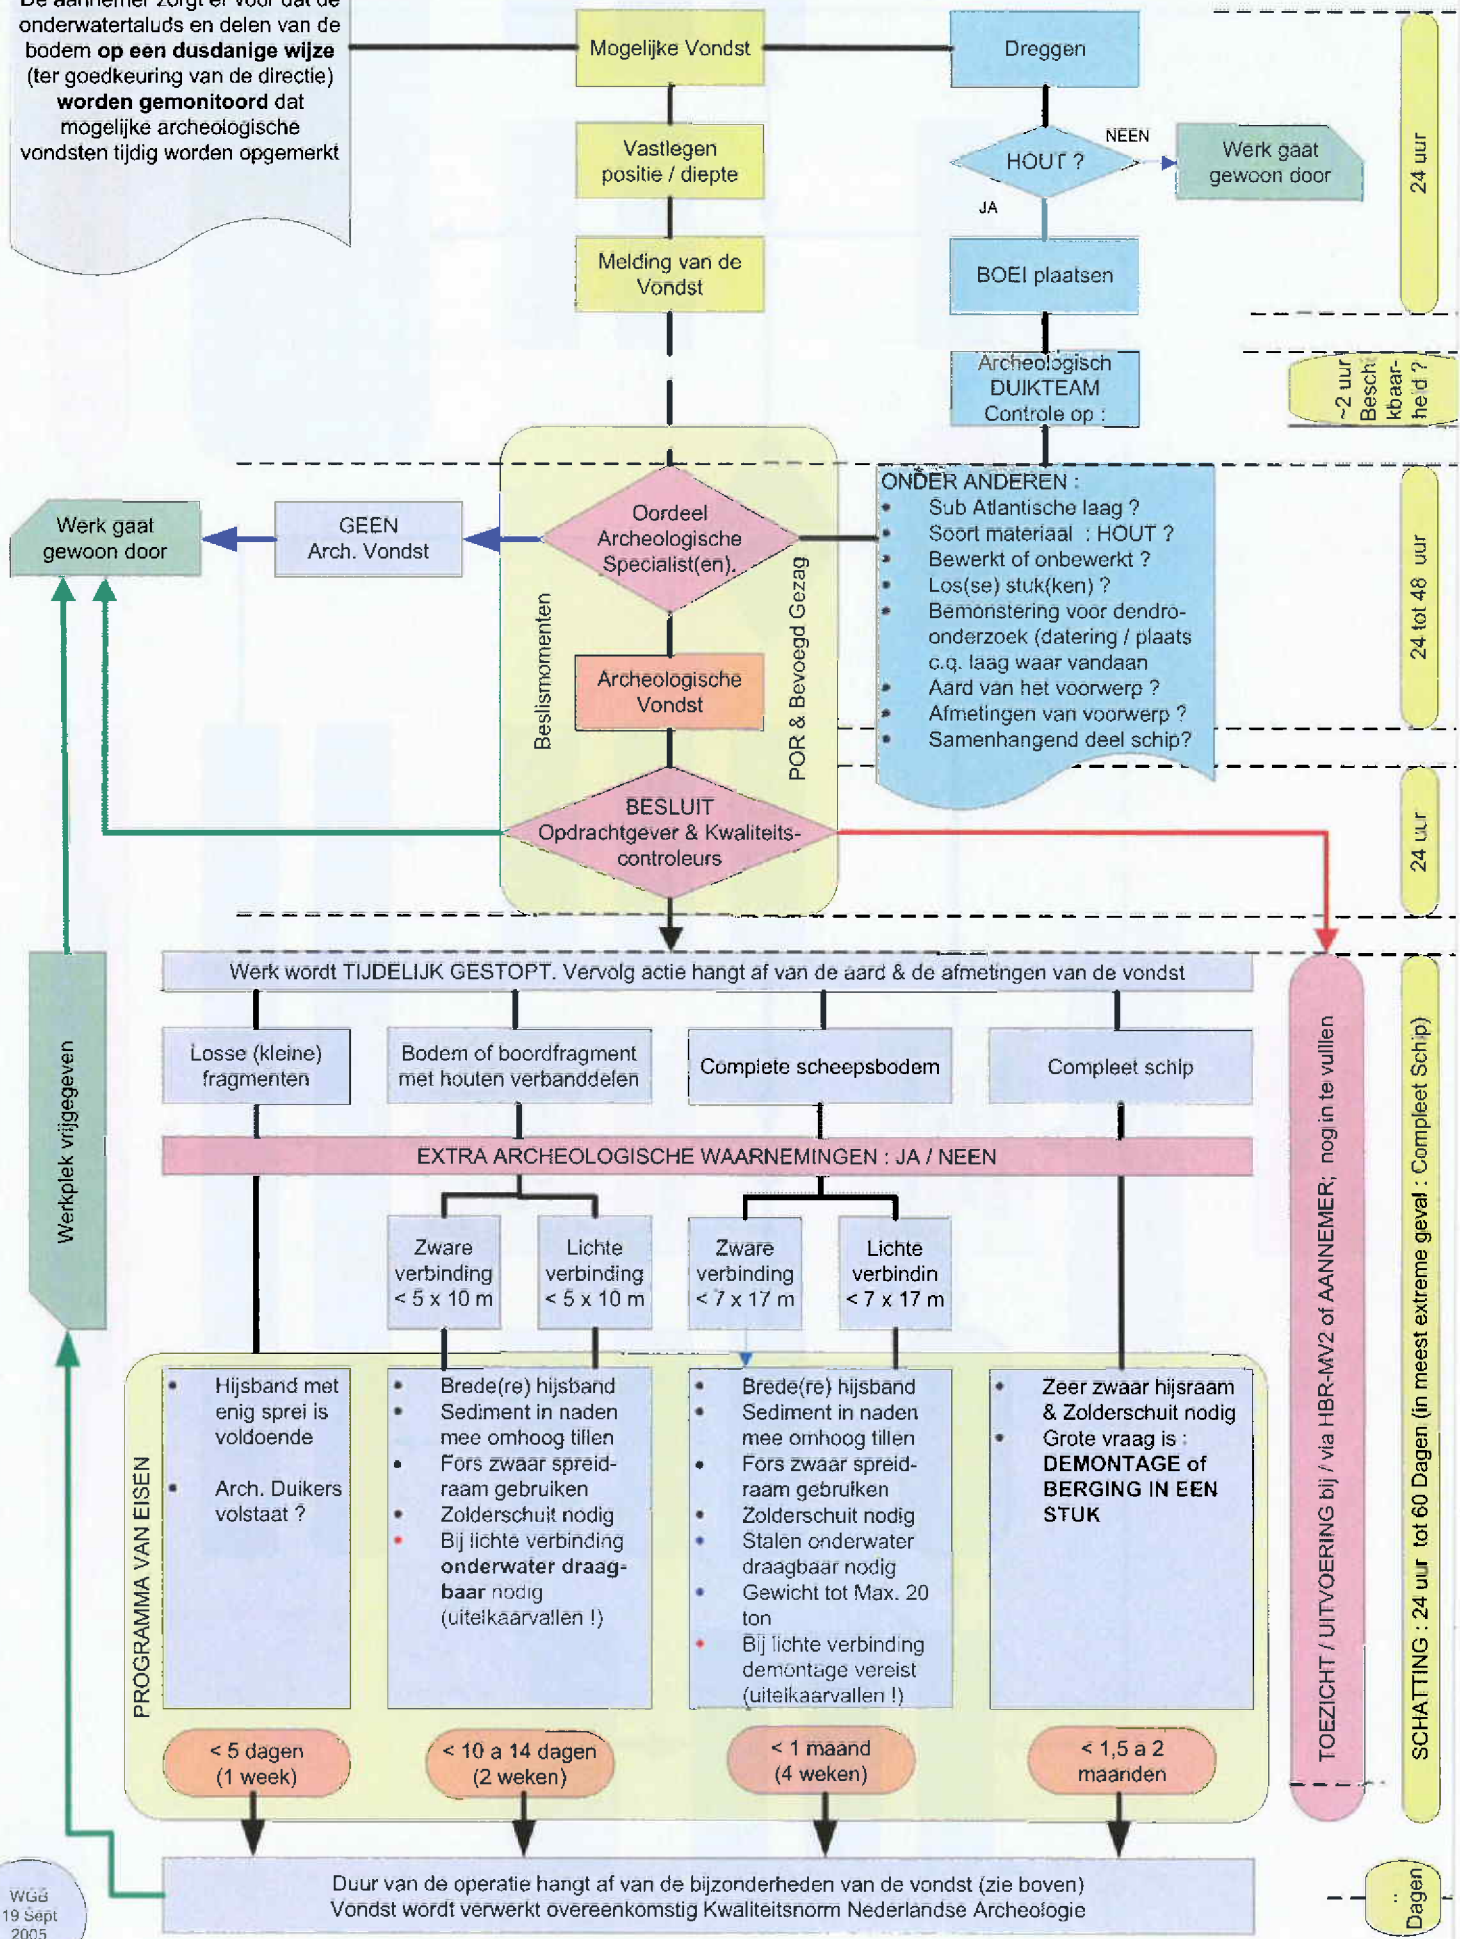 De aannemer zorgt er voor dat de
onderwatertaluds en delen van de
bodem op een dusdanige wijze
(ter goedkeuring van de directie)
worden gemonitoord dat
mogelijke archeologische
vondsten tijdig worden opgemerkt
Mogelijke Vondst
Dreggen
Vastlegen
positie / diepte
HOUT ?
NEEN
JA
Werk gaat
gewoon door
24 uur
Melding van de
Vondst
BOEI plaatsen
Archeologisch
DUIKTEAM
Controle op :
~2 uur
Beschi
kbaar-
heid ?
ONDER ANDEREN :
• Sub Atlantische laag ?
• Soort materiaal : HOUT ?
• Bewerkt of onbewerkt ?
• Los(se) stuk(ken) ?
• Bemonstering voor dendro-
onderzoek (datering / plaats
c.q. laag waar vandaan
• Aard van het voorwerp ?
• Afmetingen van voorwerp ?
• Samenhangend deel schip?
Werk gaat
gewoon door
GEEN
Arch. Vondst
Oordeel
Archeologische
Specialist(en).
Beslismomenten
POR & Bevoegd Gezag
24 tot 48 uur
Archeologische
Vondst
BESLUIT
Opdrachtgever & Kwaliteits-
controleurs
24 uur
Werk wordt TIJDELIJK GESTOPT. Vervolg actie hangt af van de aard & de afmetingen van de vondst
Losse (kleine)
fragmenten
Bodem of boordfragment
met houten verbanddelen
Complete scheepsbodem
Compleet schip
Werkplek vrijgegeven
EXTRA ARCHEOLOGISCHE WAARNEMINGEN : JA / NEEN
Zware
verbinding
< 5 x 10 m
Lichte
verbinding
< 5 x 10 m
Zware
verbinding
< 7 x 17 m
Lichte
verbindin
< 7 x 17 m
PROGRAMMA VAN EISEN
• Hijsband met
enig sprei is
voldoende
• Arch. Duikers
volstaat ?
• Brede(re) hijsband
• Sediment in naden
mee omhoog tillen
• Fors zwaar spreid-
raam gebruiken
• Zolderschuit nodig
• Bij lichte verbinding
onderwater draag-
baar nodig
(uitelkaarvallen !)
• Brede(re) hijsband
• Sediment in naden
mee omhoog tillen
• Fors zwaar spreid-
raam gebruiken
• Zolderschuit nodig
• Stalen onderwater
draagbaar nodig
• Gewicht tot Max. 20
ton
• Bij lichte verbinding
demontage vereist
(uitelkaarvallen !)
• Zeer zwaar hijsraam
& Zolderschuit nodig
• Grote vraag is :
DEMONTAGE of
BERGING IN EEN
STUK
TOEZICHT / UITVOERING bij / via HBR-MV2 of AANNEMER; nog in te vulllen
SCHATTING : 24 uur tot 60 Dagen (in meest extreme geval : Compleet Schip)
< 5 dagen
(1 week)
< 10 a 14 dagen
(2 weken)
< 1 maand
(4 weken)
< 1,5 a 2
maanden
Duur van de operatie hangt af van de bijzonderheden van de vondst (zie boven)
Vondst wordt verwerkt overeenkomstig Kwaliteitsnorm Nederlandse Archeologie
..
Dagen
WGB
19 Sept
2005